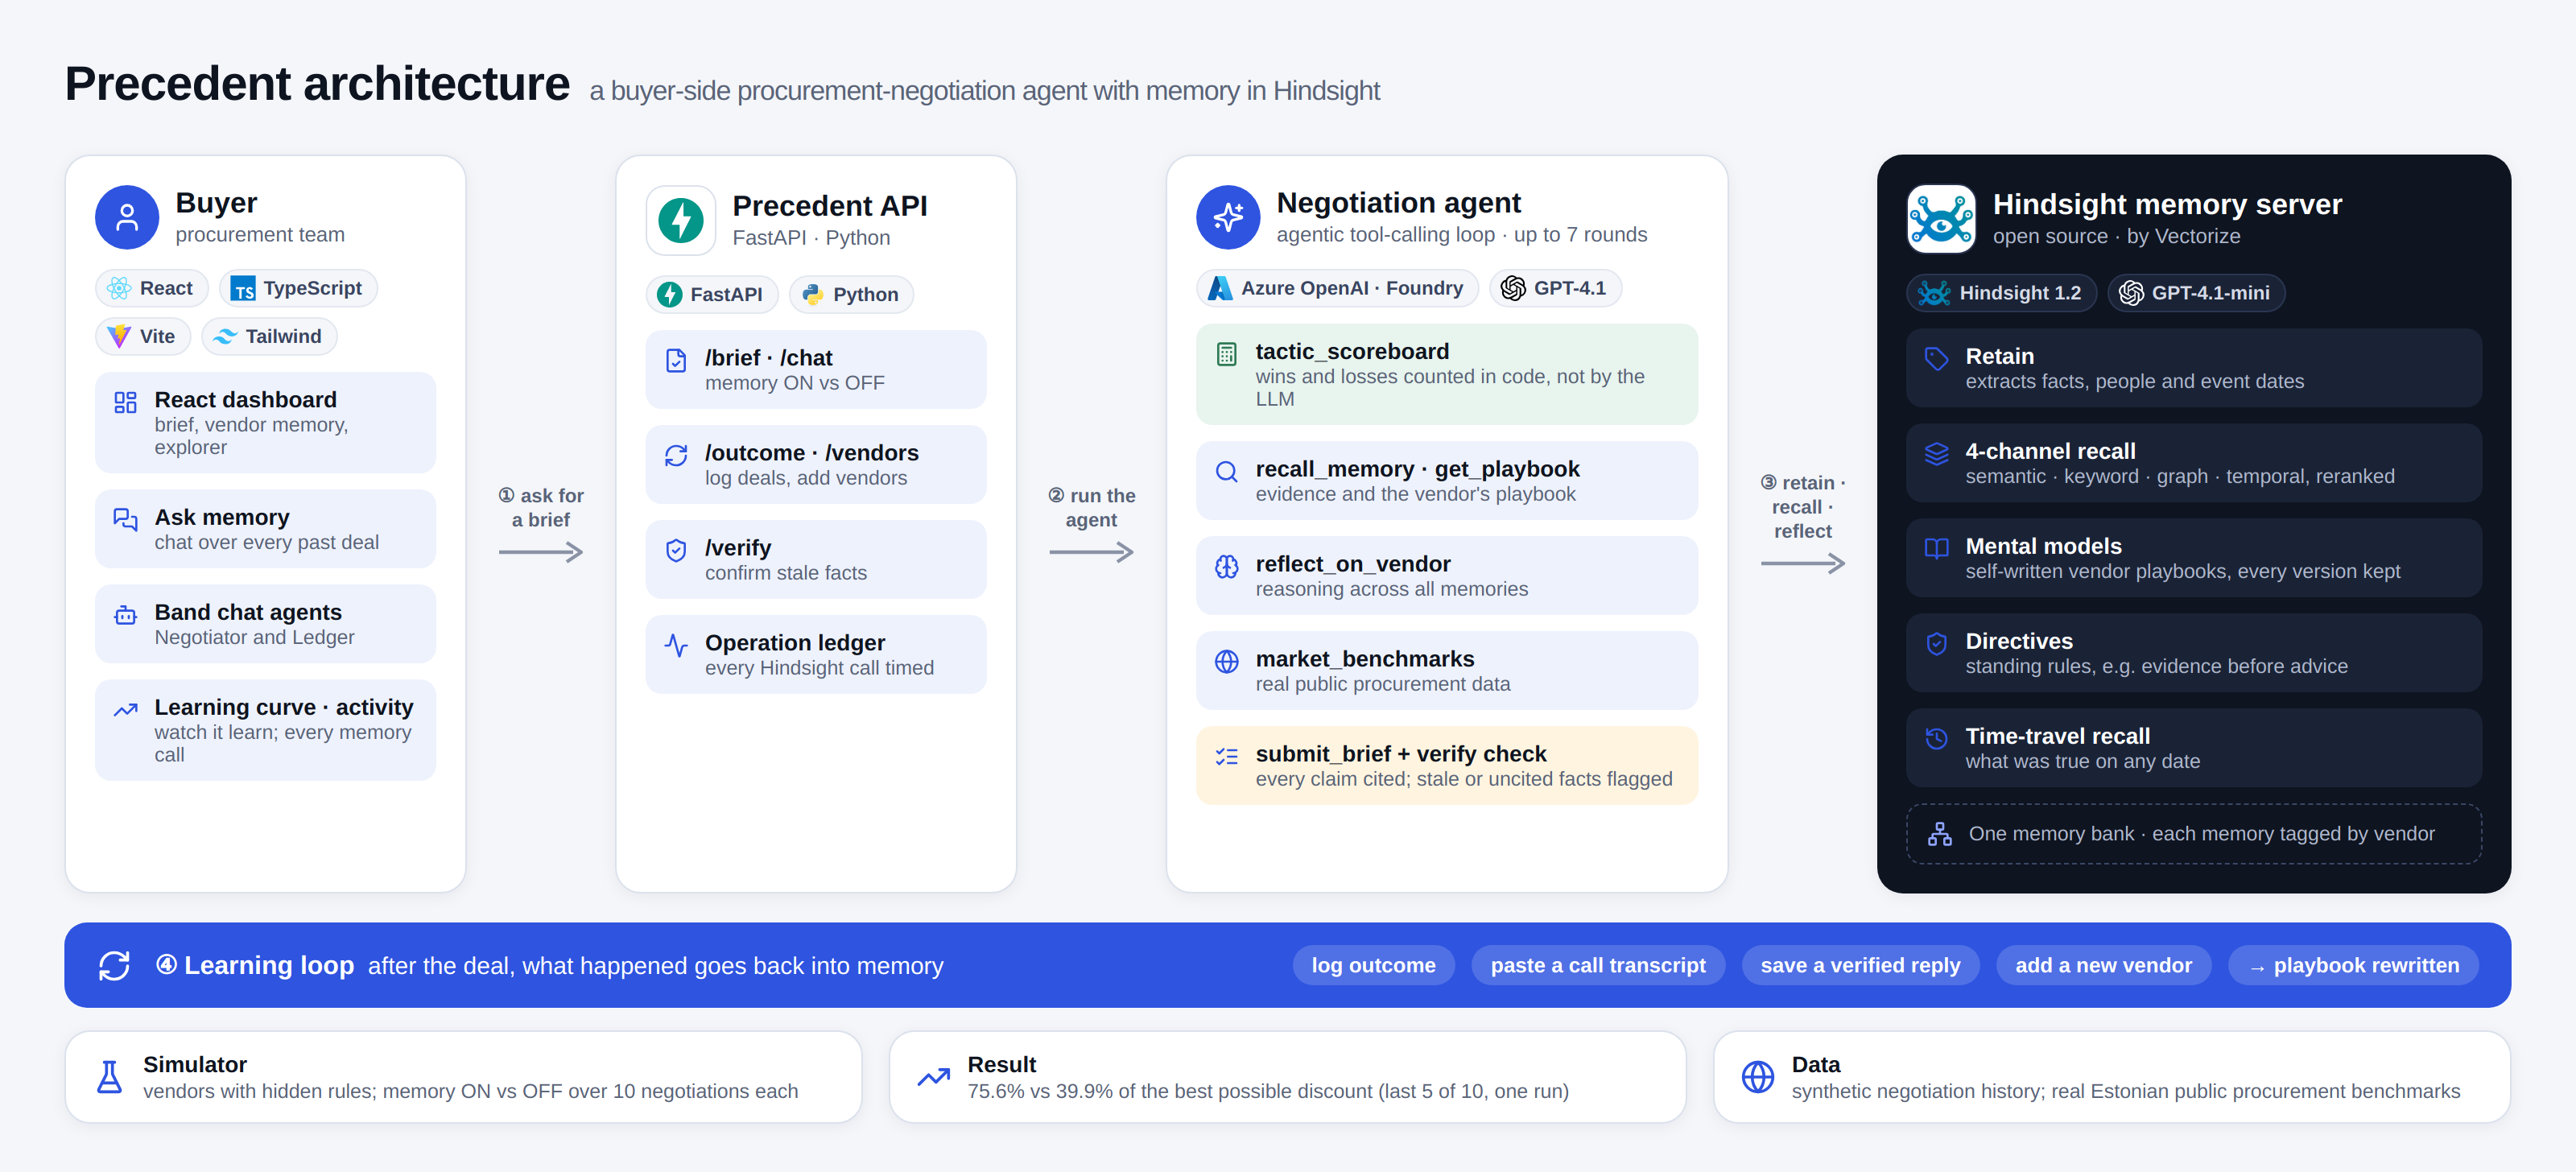 Precedent architecture a buyer-side procurement-negotiation agent with memory in Hindsight
Buyer
procurement team
React
TypeScript
Vite
Tailwind
React dashboard
brief, vendor memory,
explorer
Ask memory
chat over every past deal
Band chat agents
Negotiator and Ledger
Learning curve · activity
watch it learn; every memory
call
① ask for
a brief
Precedent API
FastAPI · Python
FastAPI
Python
/brief · /chat
memory ON vs OFF
/outcome · /vendors
log deals, add vendors
/verify
confirm stale facts
Operation ledger
every Hindsight call timed
② run the
agent
Negotiation agent
agentic tool-calling loop · up to 7 rounds
Azure OpenAI · Foundry
GPT-4.1
tactic_scoreboard
wins and losses counted in code, not by the
LLM
recall_memory · get_playbook
evidence and the vendor's playbook
reflect_on_vendor
reasoning across all memories
market_benchmarks
real public procurement data
submit_brief + verify check
every claim cited; stale or uncited facts flagged
③ retain ·
recall ·
reflect
Hindsight memory server
open source · by Vectorize
Hindsight 1.2
GPT-4.1-mini
Retain
extracts facts, people and event dates
4-channel recall
semantic · keyword · graph · temporal, reranked
Mental models
self-written vendor playbooks, every version kept
Directives
standing rules, e.g. evidence before advice
Time-travel recall
what was true on any date
One memory bank · each memory tagged by vendor
④ Learning loop after the deal, what happened goes back into memory
log outcome
paste a call transcript
save a verified reply
add a new vendor
→ playbook rewritten
Simulator
vendors with hidden rules; memory ON vs OFF over 10 negotiations each
Result
75.6% vs 39.9% of the best possible discount (last 5 of 10, one run)
Data
synthetic negotiation history; real Estonian public procurement benchmarks